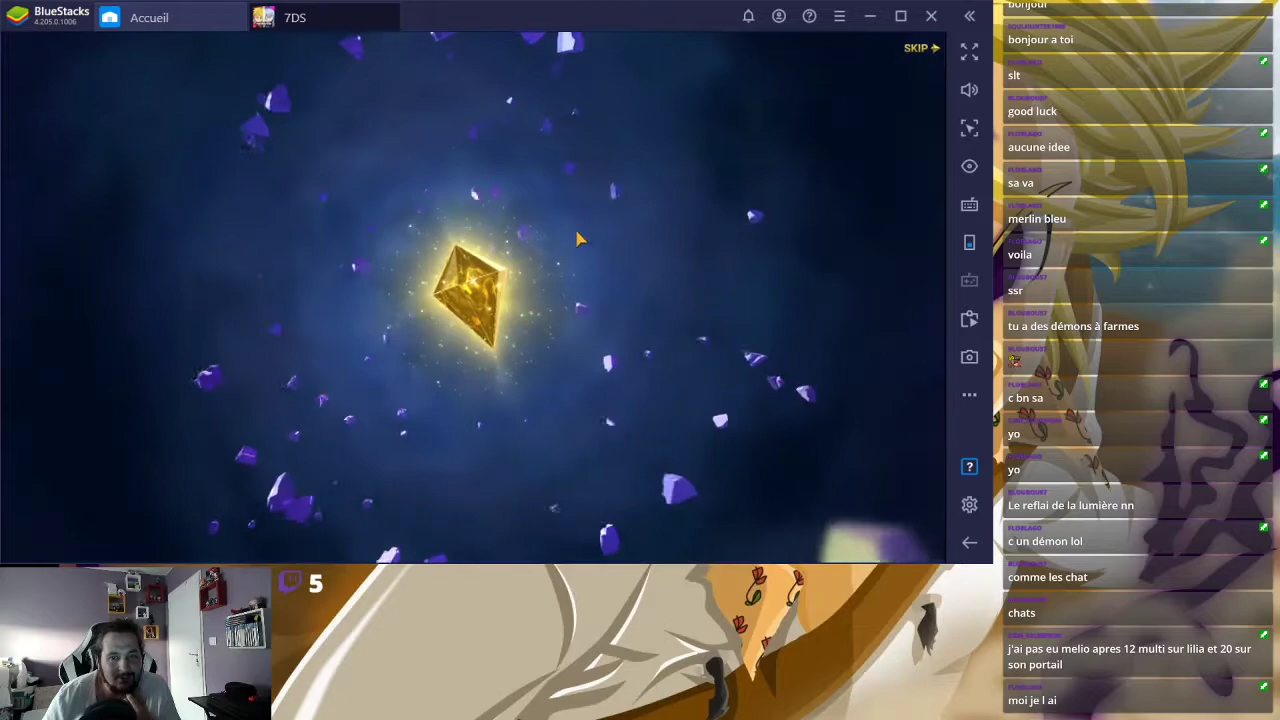 BlueStacks
4.205.0.1006
Accueil
7DS
SKIP
5
bonjour
bonjour a toi
slt
good luck
aucune idee
sa va
merlin bleu
voila
ssr
tu a des démons à farmes
c bn sa
yo
yo
Le reflai de la lumière nn
c un démon lol
comme les chat
chats
j'ai pas eu melio apres 12 multi sur lilia et 20 sur
son portail
moi je l ai